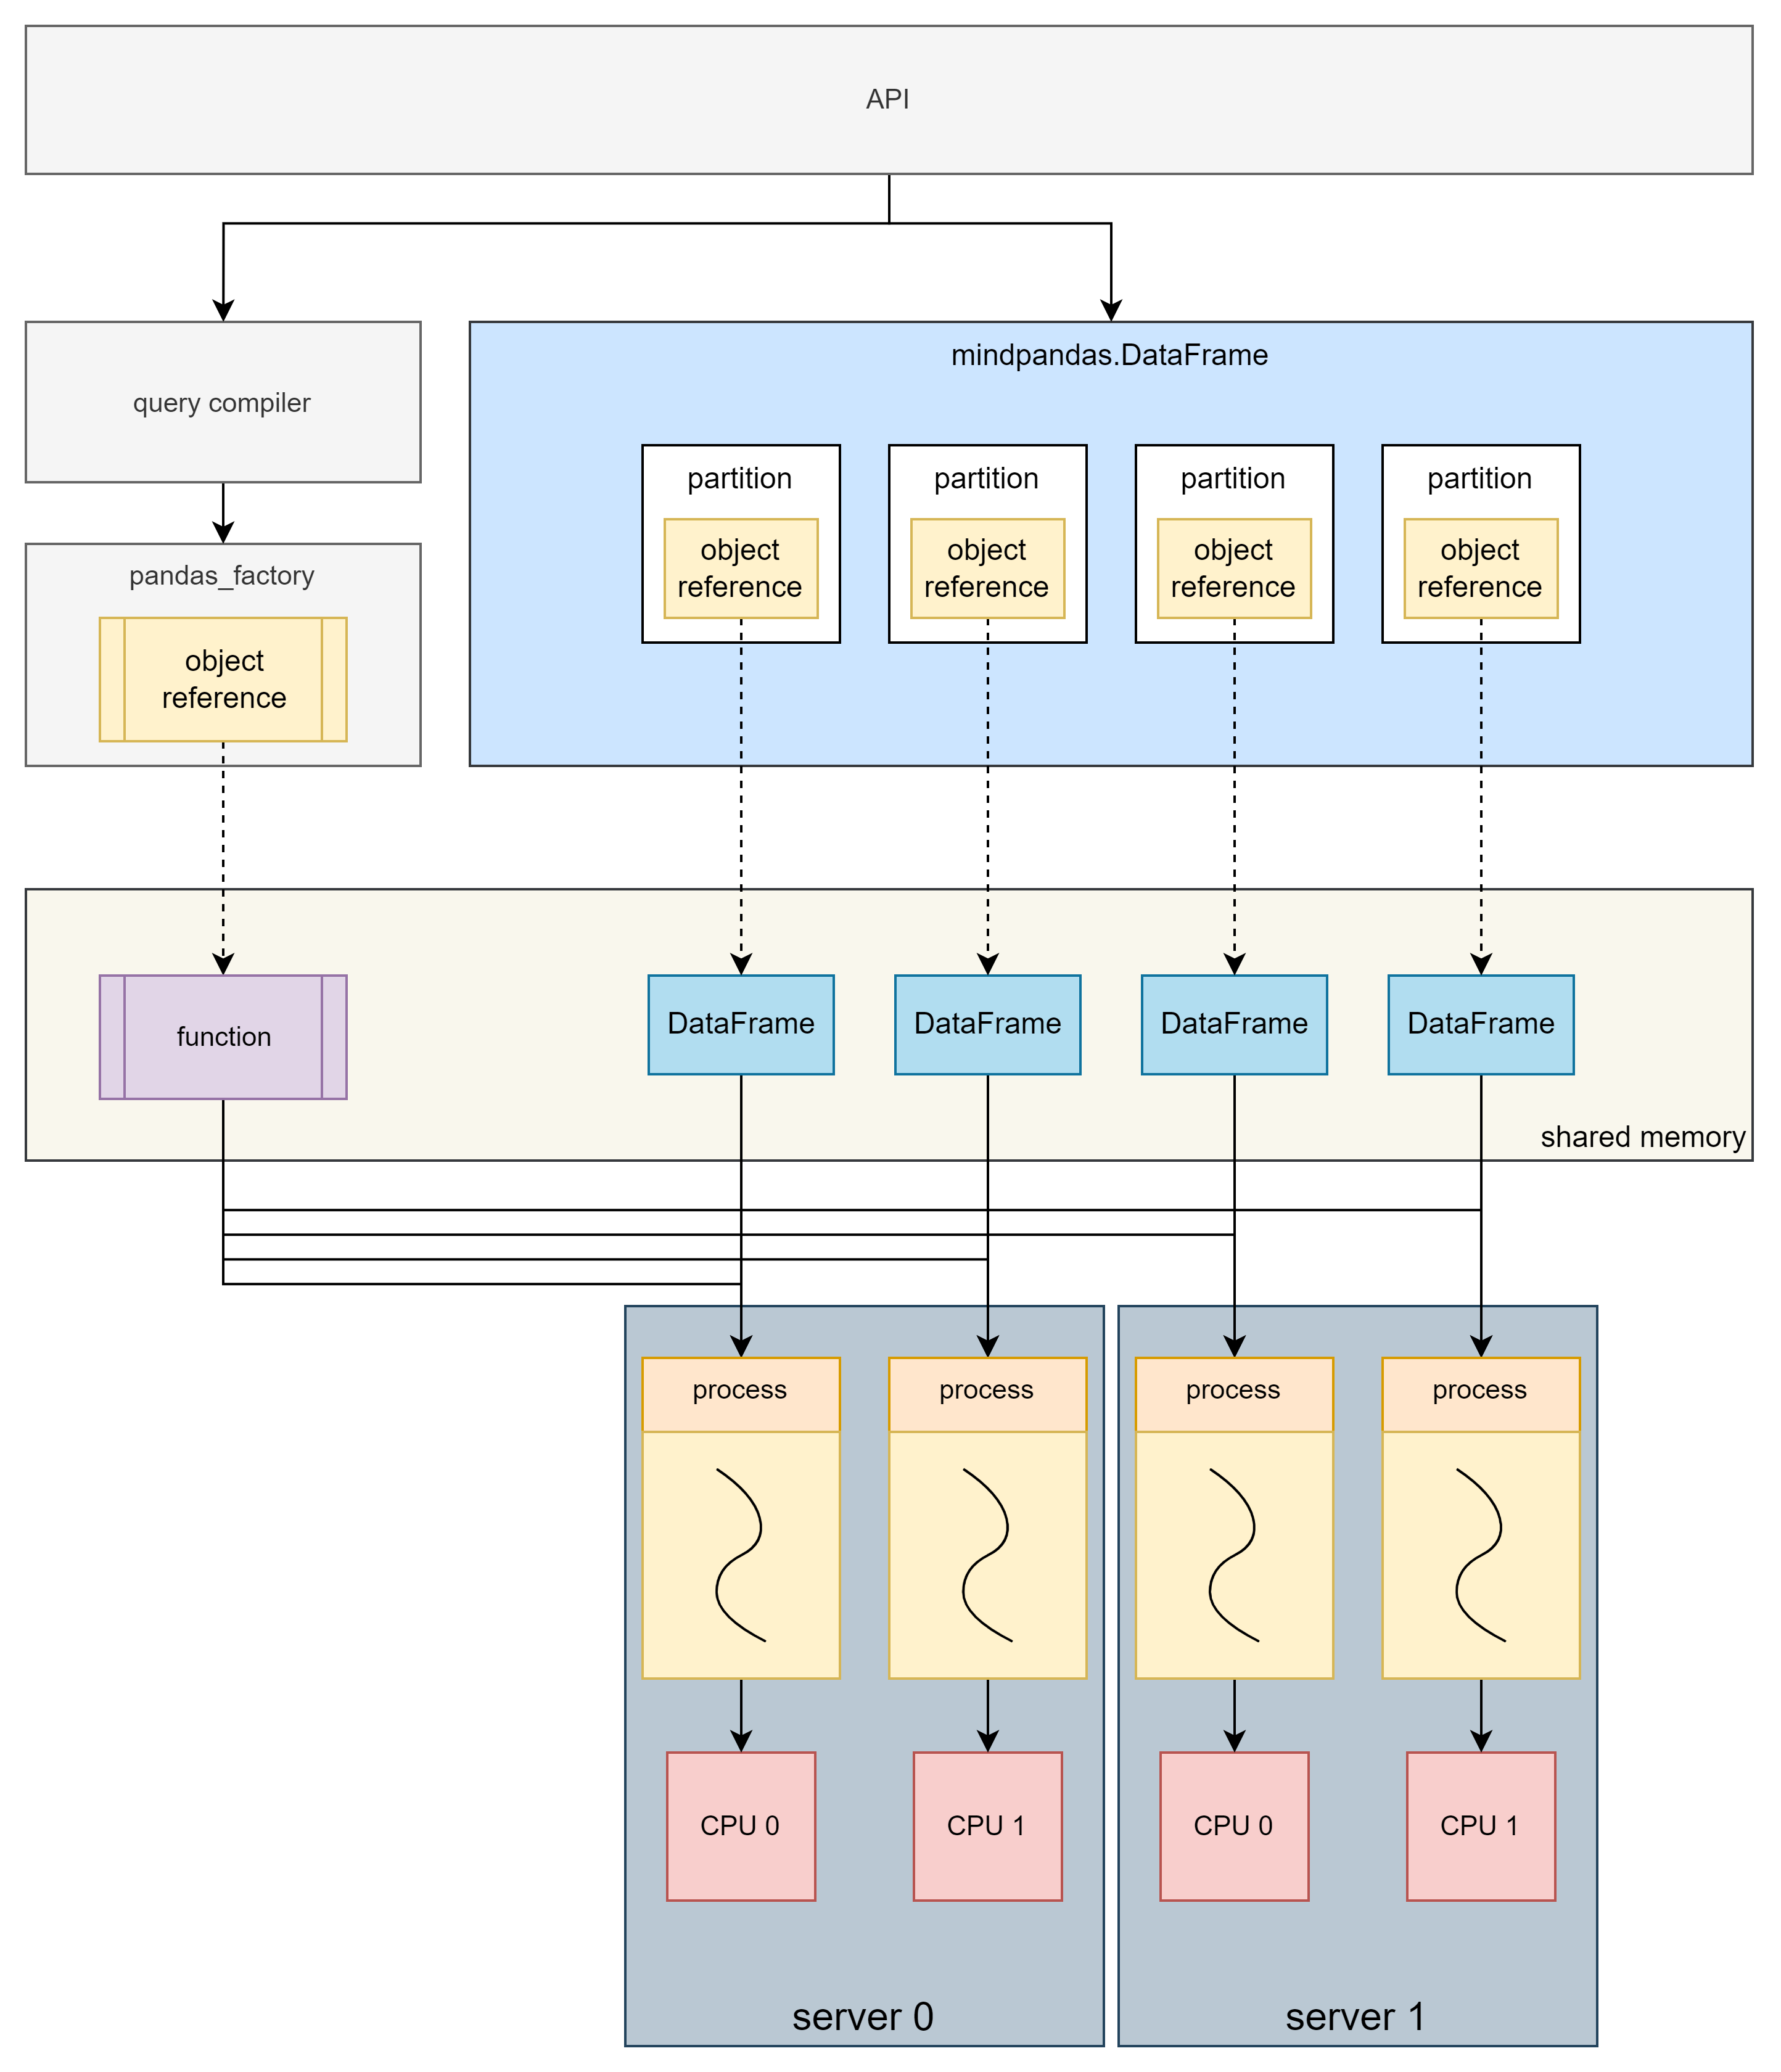 API
query compiler
mindpandas.DataFrame
partition
object
reference
partition
object
reference
partition
object
reference
partition
object
reference
pandas_factory
object
reference
function
DataFrame
DataFrame
DataFrame
DataFrame
shared memory
process
process
process
process
CPU 0
CPU 1
CPU 0
CPU 1
server 0
server 1